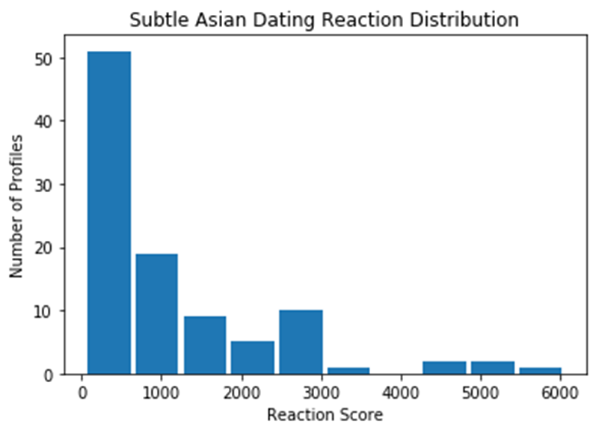 Subtle Asian Dating Reaction Distribution
Number of Profiles
50
40
30
20
10
0
0 1000 2000 3000 4000 5000 6000
Reaction Score